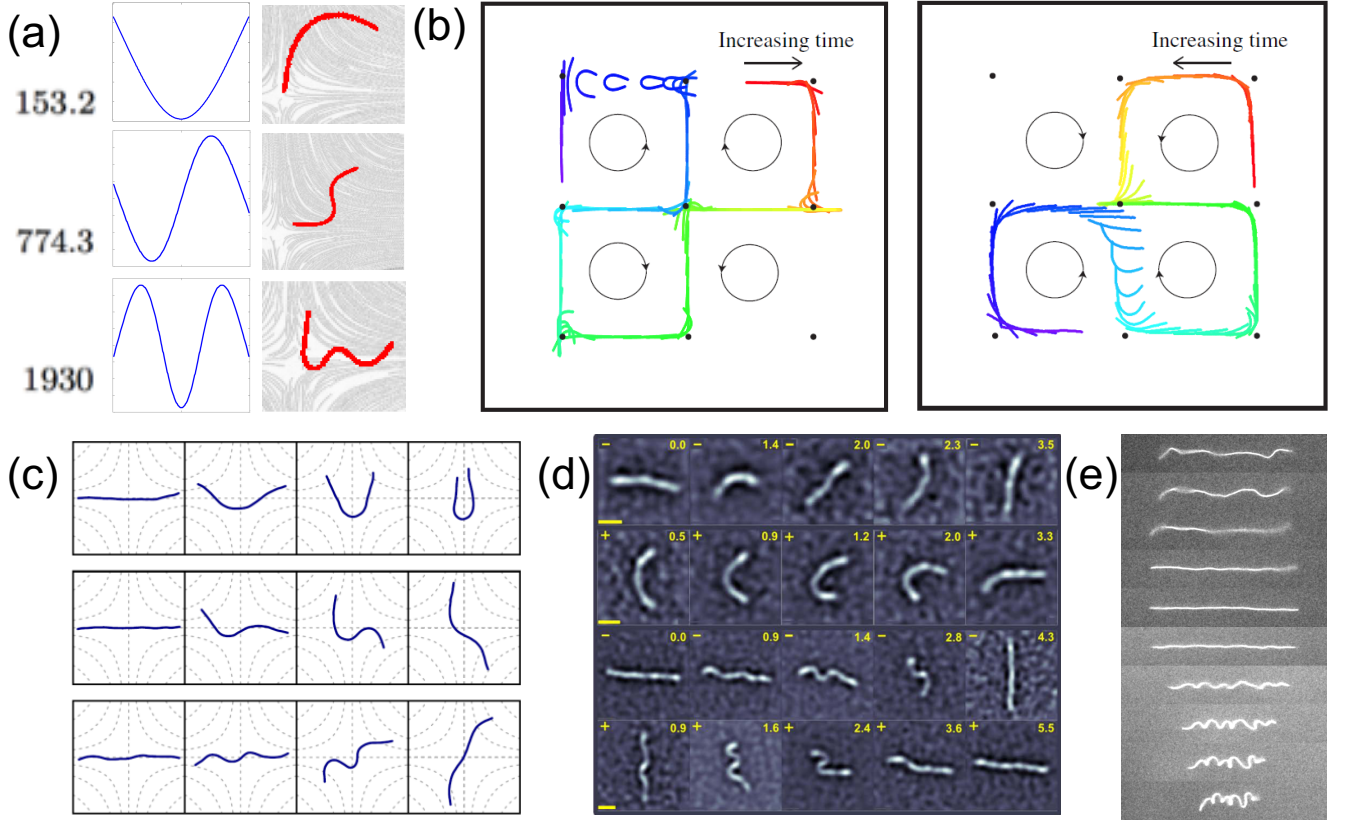 (a)
153.2
774.3
1930
(b)
Increasing time
Increasing time
(c)
(d)
− 0.0 − 1.4 − 2.0 − 2.3 − 3.5
+ 0.5 + 0.9 + 1.2 + 2.0 + 3.3
− 0.0 − 0.9 − 1.4 − 2.8 − 4.3
+ 0.9 + 1.6 + 2.4 + 3.6 + 5.5
(e)